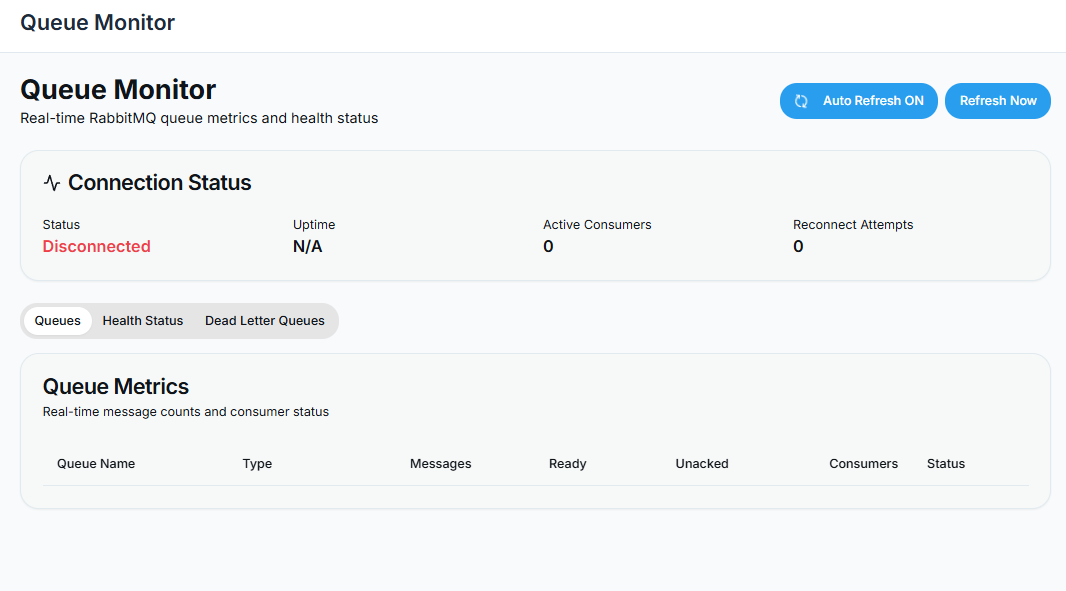 Queue Monitor
Queue Monitor
Real-time RabbitMQ queue metrics and health status
Auto Refresh ON
Refresh Now
Connection Status
Status Uptime Active Consumers Reconnect Attempts
Disconnected N/A 0 0
Queues Health Status Dead Letter Queues
Queue Metrics
Real-time message counts and consumer status
Queue Name Type Messages Ready Unacked Consumers Status